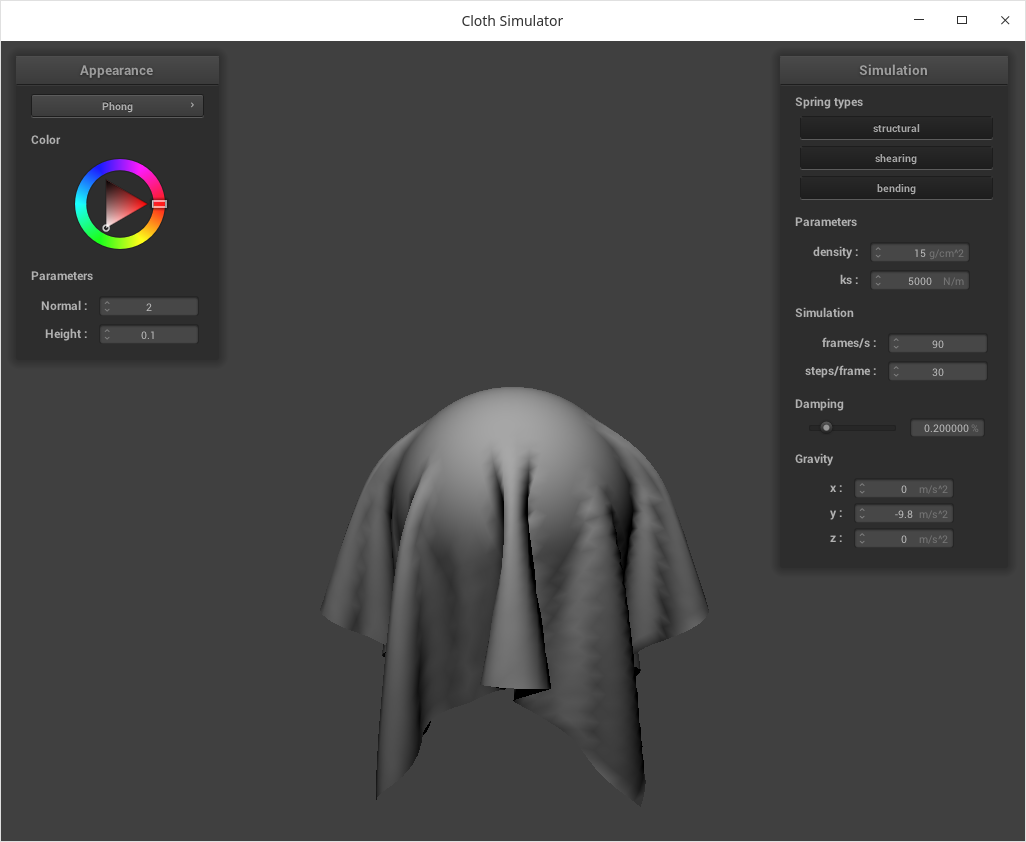 Cloth Simulator
Appearance
Phong
Color
Parameters
Normal : 2
Height : 0.1
Simulation
Spring types
structural
shearing
bending
Parameters
density : 15 g/cm^2
ks : 5000 N/m
Simulation
frames/s : 90
steps/frame : 30
Damping
0.200000 %
Gravity
x : 0 m/s^2
y : -9.8 m/s^2
z : 0 m/s^2